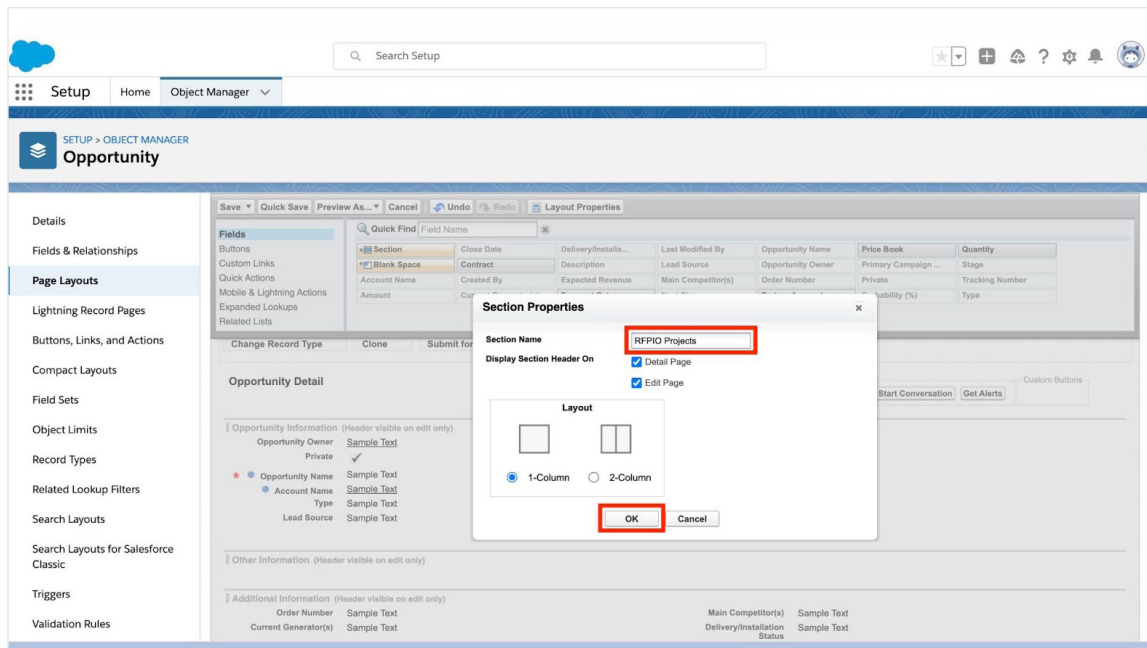 Search Setup
Setup Home Object Manager
SETUP > OBJECT MANAGER
Opportunity
Details
Fields & Relationships
Page Layouts
Lightning Record Pages
Buttons, Links, and Actions
Compact Layouts
Field Sets
Object Limits
Record Types
Related Lookup Filters
Search Layouts
Search Layouts for Salesforce
Classic
Triggers
Validation Rules
Save Quick Save Preview As... Cancel Undo Redo Layout Properties
Fields
Buttons
Custom Links
Quick Actions
Mobile & Lightning Actions
Expanded Lookups
Related Lists
Quick Find Field Name
Section Close Date Delivery/Installa... Last Modified By Opportunity Name Price Book Quantity
Blank Space Contract Description Lead Source Opportunity Owner Primary Campaign ... Stage
Account Name Created By Expected Revenue Main Competitor(s) Order Number Private Tracking Number
Amount (%) Type
Change Record Type Clone Submit for
Start Conversation Get Alerts
Custom Buttons
Opportunity Detail
Opportunity Information (Header visible on edit only)
Opportunity Owner Sample Text
Private
* Opportunity Name Sample Text
Account Name Sample Text
Type Sample Text
Lead Source Sample Text
Other Information (Header visible on edit only)
Additional Information (Header visible on edit only)
Order Number Sample Text Main Competitor(s) Sample Text
Current Generator(s) Sample Text Delivery/Installation Sample Text
Status
Section Properties
Section Name RFPIO Projects
Display Section Header On Detail Page
Edit Page
Layout
1-Column 2-Column
OK Cancel